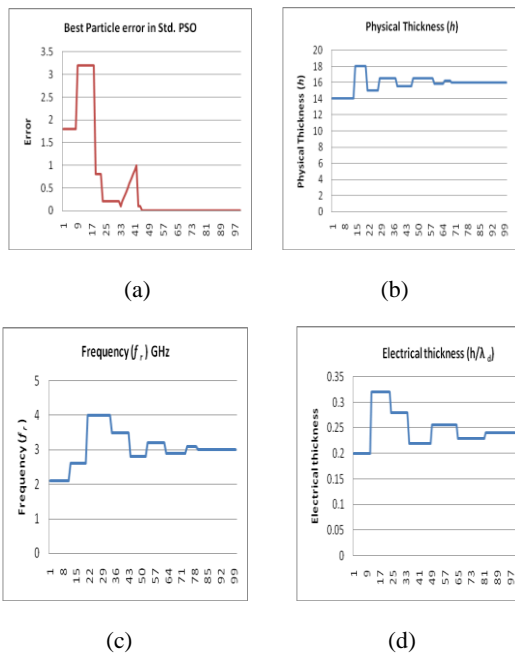 Best Particle error in Std. PSO
Error
3.5
3
2.5
2
1.5
1
0.5
0
1 9 17 25 33 41 49 57 65 73 81 89 97
(a)
Physical Thickness (h)
Physical Thickness (h)
20
18
16
14
12
10
8
6
4
2
0
1 8 15 22 29 36 43 50 57 64 71 78 85 92 99
(b)
Frequency (f r ) GHz
Frequency (f r )
5
4
3
2
1
0
1 8 15 22 29 36 43 50 57 64 71 78 85 92 99
(c)
Electrical thickness (h/λ d)
Electrical thickness
0.35
0.3
0.25
0.2
0.15
0.1
0.05
0
1 9 17 25 33 41 49 57 65 73 81 89 97
(d)